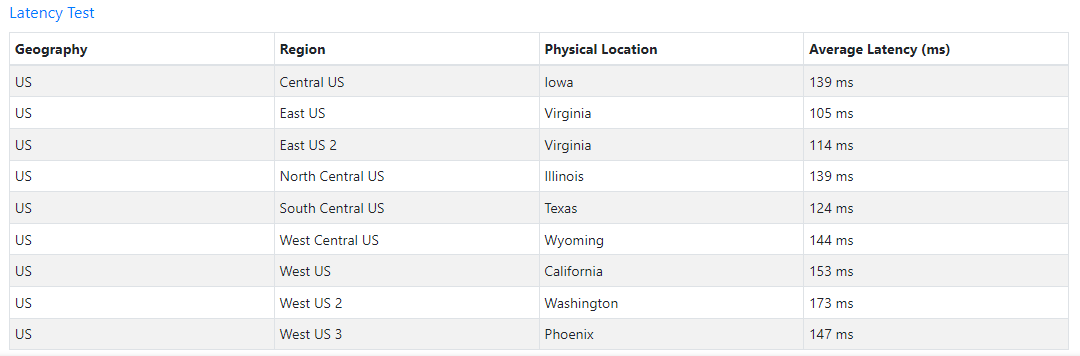 Latency Test
Geography Region Physical Location Average Latency (ms)
US Central US Iowa 139 ms
US East US Virginia 105 ms
US East US 2 Virginia 114 ms
US North Central US Illinois 139 ms
US South Central US Texas 124 ms
US West Central US Wyoming 144 ms
US West US California 153 ms
US West US 2 Washington 173 ms
US West US 3 Phoenix 147 ms